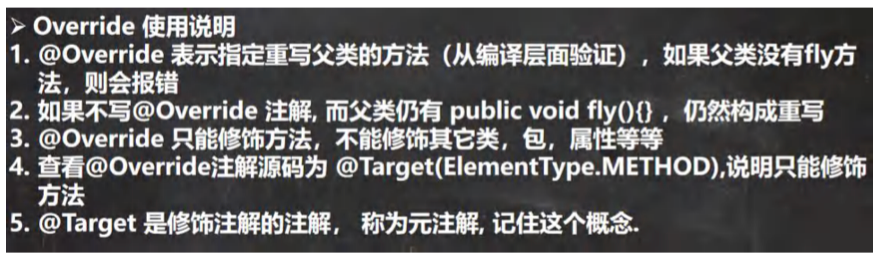 ➢ Override 使用说明
1. @Override 表示指定重写父类的方法（从编译层面验证），如果父类没有fly方
法，则会报错
2. 如果不写@Override 注解, 而父类仍有 public void fly(){} ，仍然构成重写
3. @Override 只能修饰方法，不能修饰其它类，包，属性等等
4. 查看@Override注解源码为 @Target(ElementType.METHOD),说明只能修饰
方法
5. @Target 是修饰注解的注解， 称为元注解, 记住这个概念.